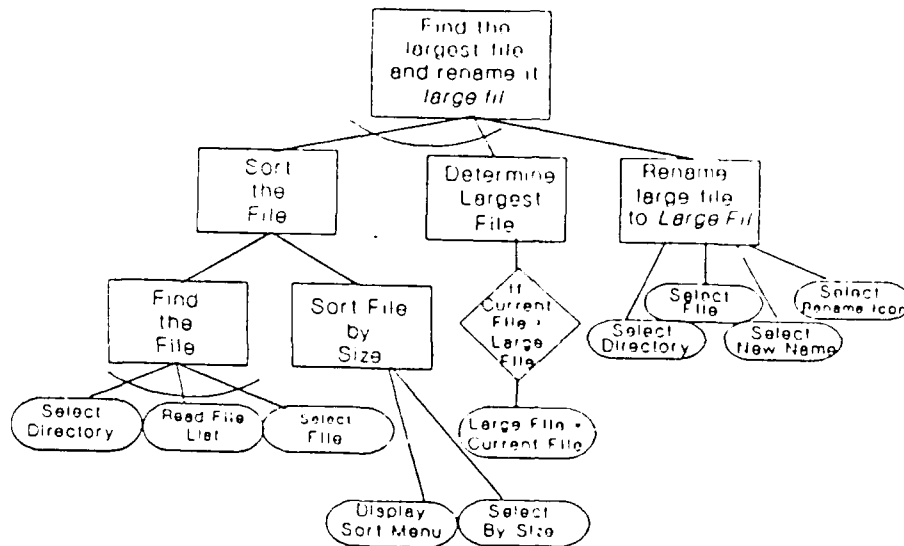 Find the
largest file
and rename it
large fil
Sort
the
File
Determine
Largest
File
Rename
large file
to Large Fil
Find
the
File
Sort File
by
Size
If
Current
File >
Large
File
Select
Directory
Select
File
Select
New Name
Select
Rename Icon
Select
Directory
Read File
List
Select
File
Large File =
Current File
Display
Sort Menu
Select
By Size